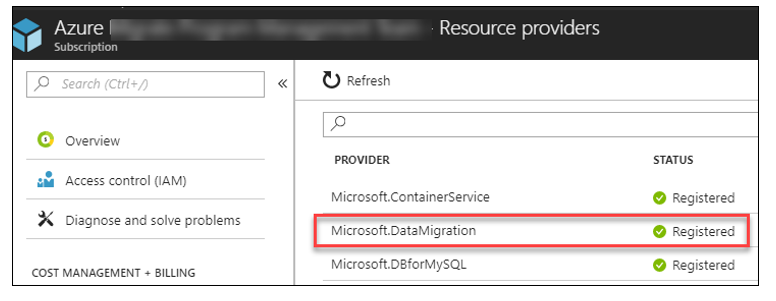 Azure - Resource providers
Subscription
Search (Ctrl+/)
«
Refresh
Overview
PROVIDER
STATUS
Access control (IAM)
Microsoft.ContainerService
Registered
Diagnose and solve problems
Microsoft.DataMigration
Registered
Microsoft.DBforMySQL
Registered
COST MANAGEMENT + BILLING